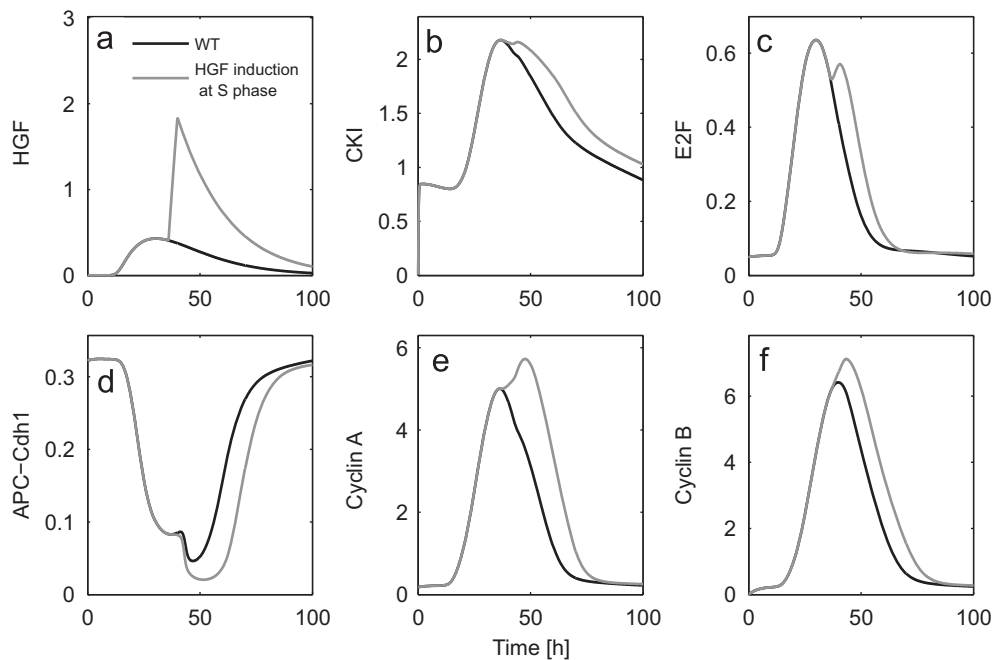 a
WT
HGF induction
at S phase
HGF
3
2
1
0
0 50 100
b
CKI
2
1.5
1
0.5
0
0 50 100
c
E2F
0.6
0.4
0.2
0
0 50 100
d
APC−Cdh1
0.3
0.2
0.1
0
0 50 100
e
Cyclin A
6
4
2
0
0 50 100
Time [h]
f
Cyclin B
6
4
2
0
0 50 100